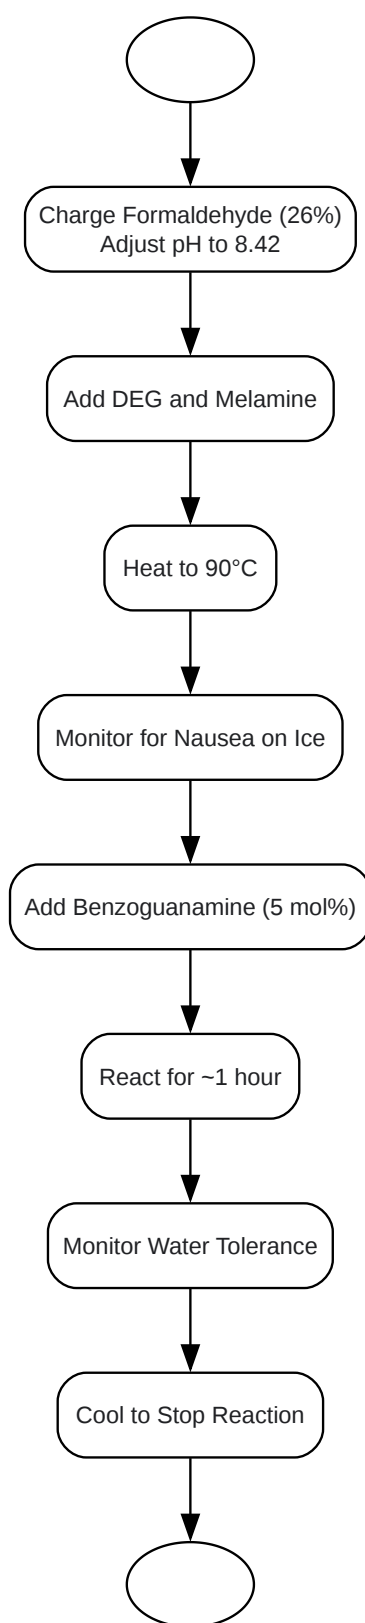 Charge Formaldehyde (26%)
Adjust pH to 8.42
Add DEG and Melamine
Heat to 90°C
Monitor for Nausea on Ice
Add Benzoguanamine (5 mol%)
React for ~1 hour
Monitor Water Tolerance
Cool to Stop Reaction